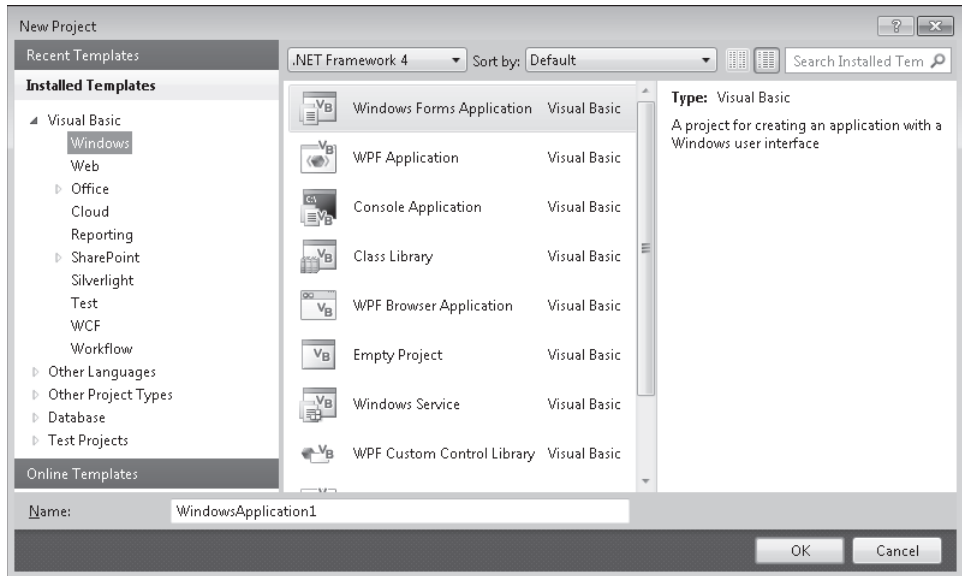 New Project
Recent Templates
Installed Templates
Visual Basic
Windows
Web
Office
Cloud
Reporting
SharePoint
Silverlight
Test
WCF
Workflow
Other Languages
Other Project Types
Database
Test Projects
Online Templates
.NET Framework 4
Sort by: Default
Search Installed Tem
Windows Forms Application Visual Basic
WPF Application Visual Basic
Console Application Visual Basic
Class Library Visual Basic
WPF Browser Application Visual Basic
Empty Project Visual Basic
Windows Service Visual Basic
WPF Custom Control Library Visual Basic
Type: Visual Basic
A project for creating an application with a
Windows user interface
Name: WindowsApplication1
OK Cancel